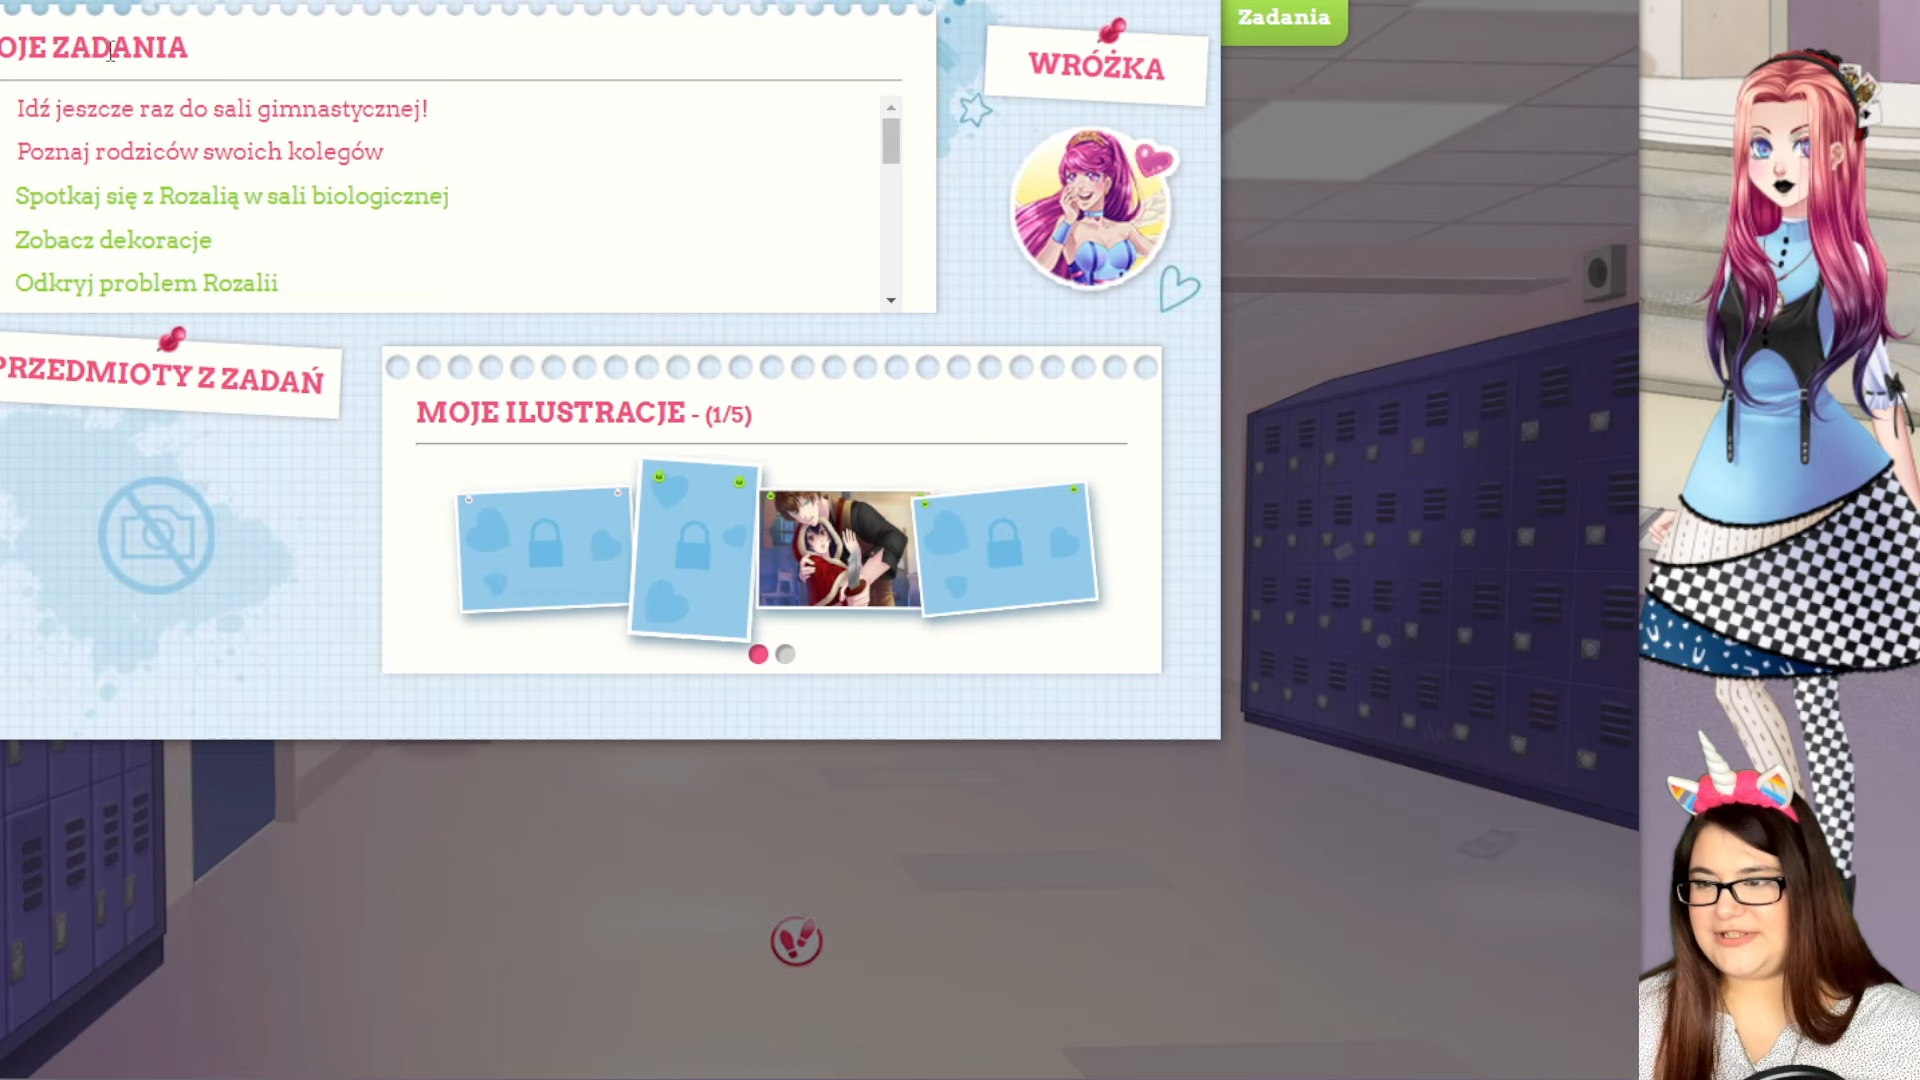 Zadania
OJE ZADANIA
WRÓŻKA
Idź jeszcze raz do sali gimnastycznej!
Poznaj rodziców swoich kolegów
Spotkaj się z Rozalią w sali biologicznej
Zobacz dekoracje
Odkryj problem Rozalii
PRZEDMIOTY Z ZADAŃ
MOJE ILUSTRACJE - (1/5)